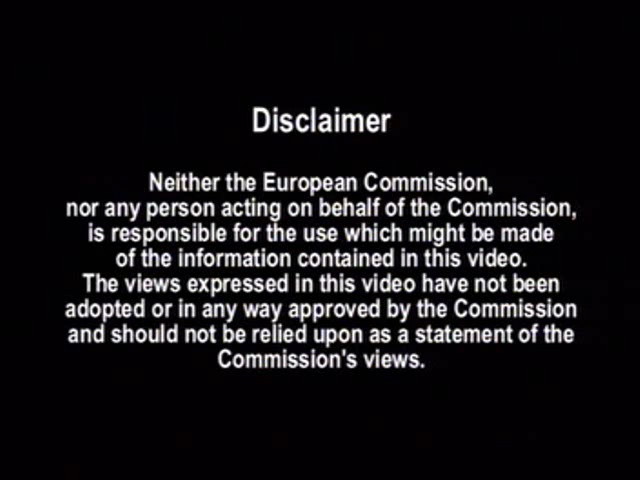 Disclaimer
Neither the European Commission,
nor any person acting on behalf of the Commission,
is responsible for the use which might be made
of the information contained in this video.
The views expressed in this video have not been
adopted or in any way approved by the Commission
and should not be relied upon as a statement of the
Commission's views.